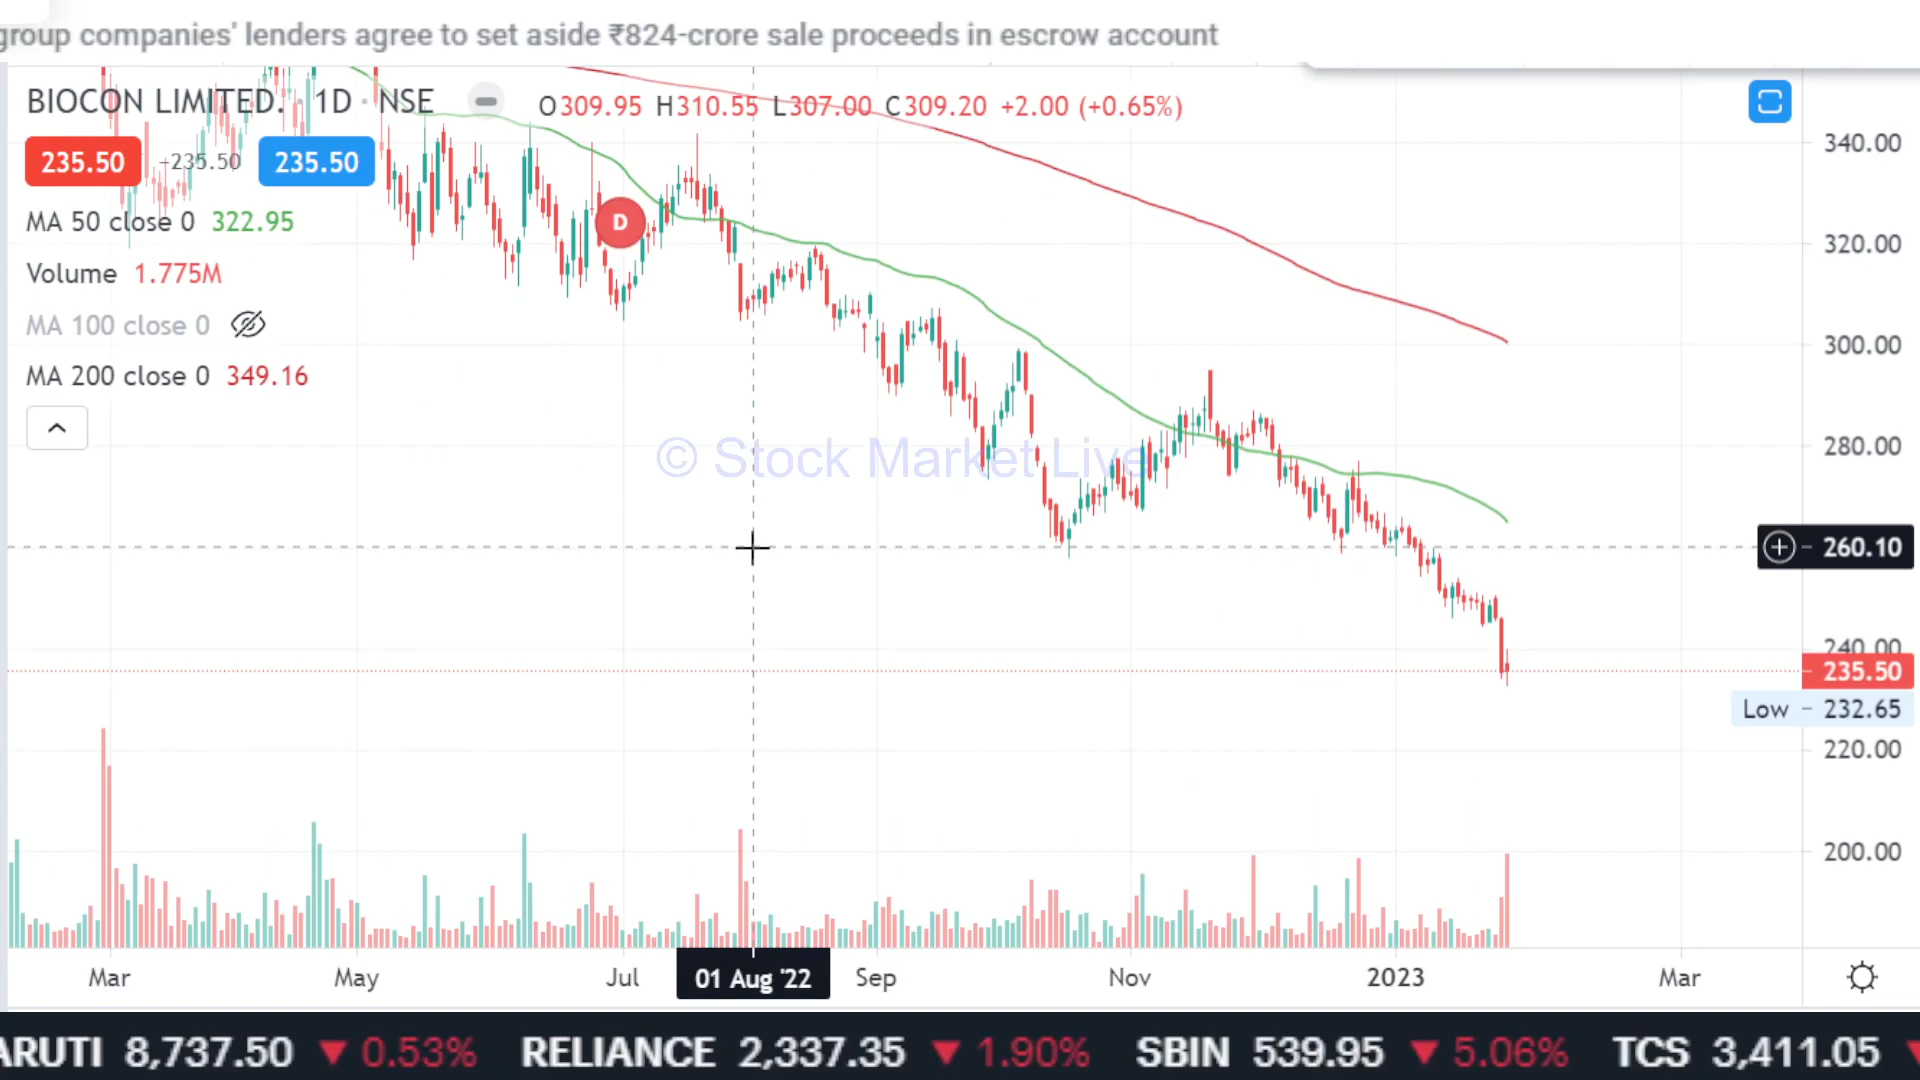 group companies' lenders agree to set aside ₹824-crore sale proceeds in escrow account
BIOCON LIMITED. · 1D · NSE
O309.95 H310.55 L307.00 C309.20 +2.00 (+0.65%)
235.50 -235.50 235.50
MA 50 close 0 322.95
Volume 1.775M
MA 100 close 0
MA 200 close 0 349.16
D
© Stock Market Live
340.00
320.00
300.00
280.00
260.10
240.00
235.50
Low - 232.65
220.00
200.00
Mar May Jul 01 Aug '22 Sep Nov 2023 Mar
ARUTI 8,737.50 ▼ 0.53% RELIANCE 2,337.35 ▼ 1.90% SBIN 539.95 ▼ 5.06% TCS 3,411.05 ▼